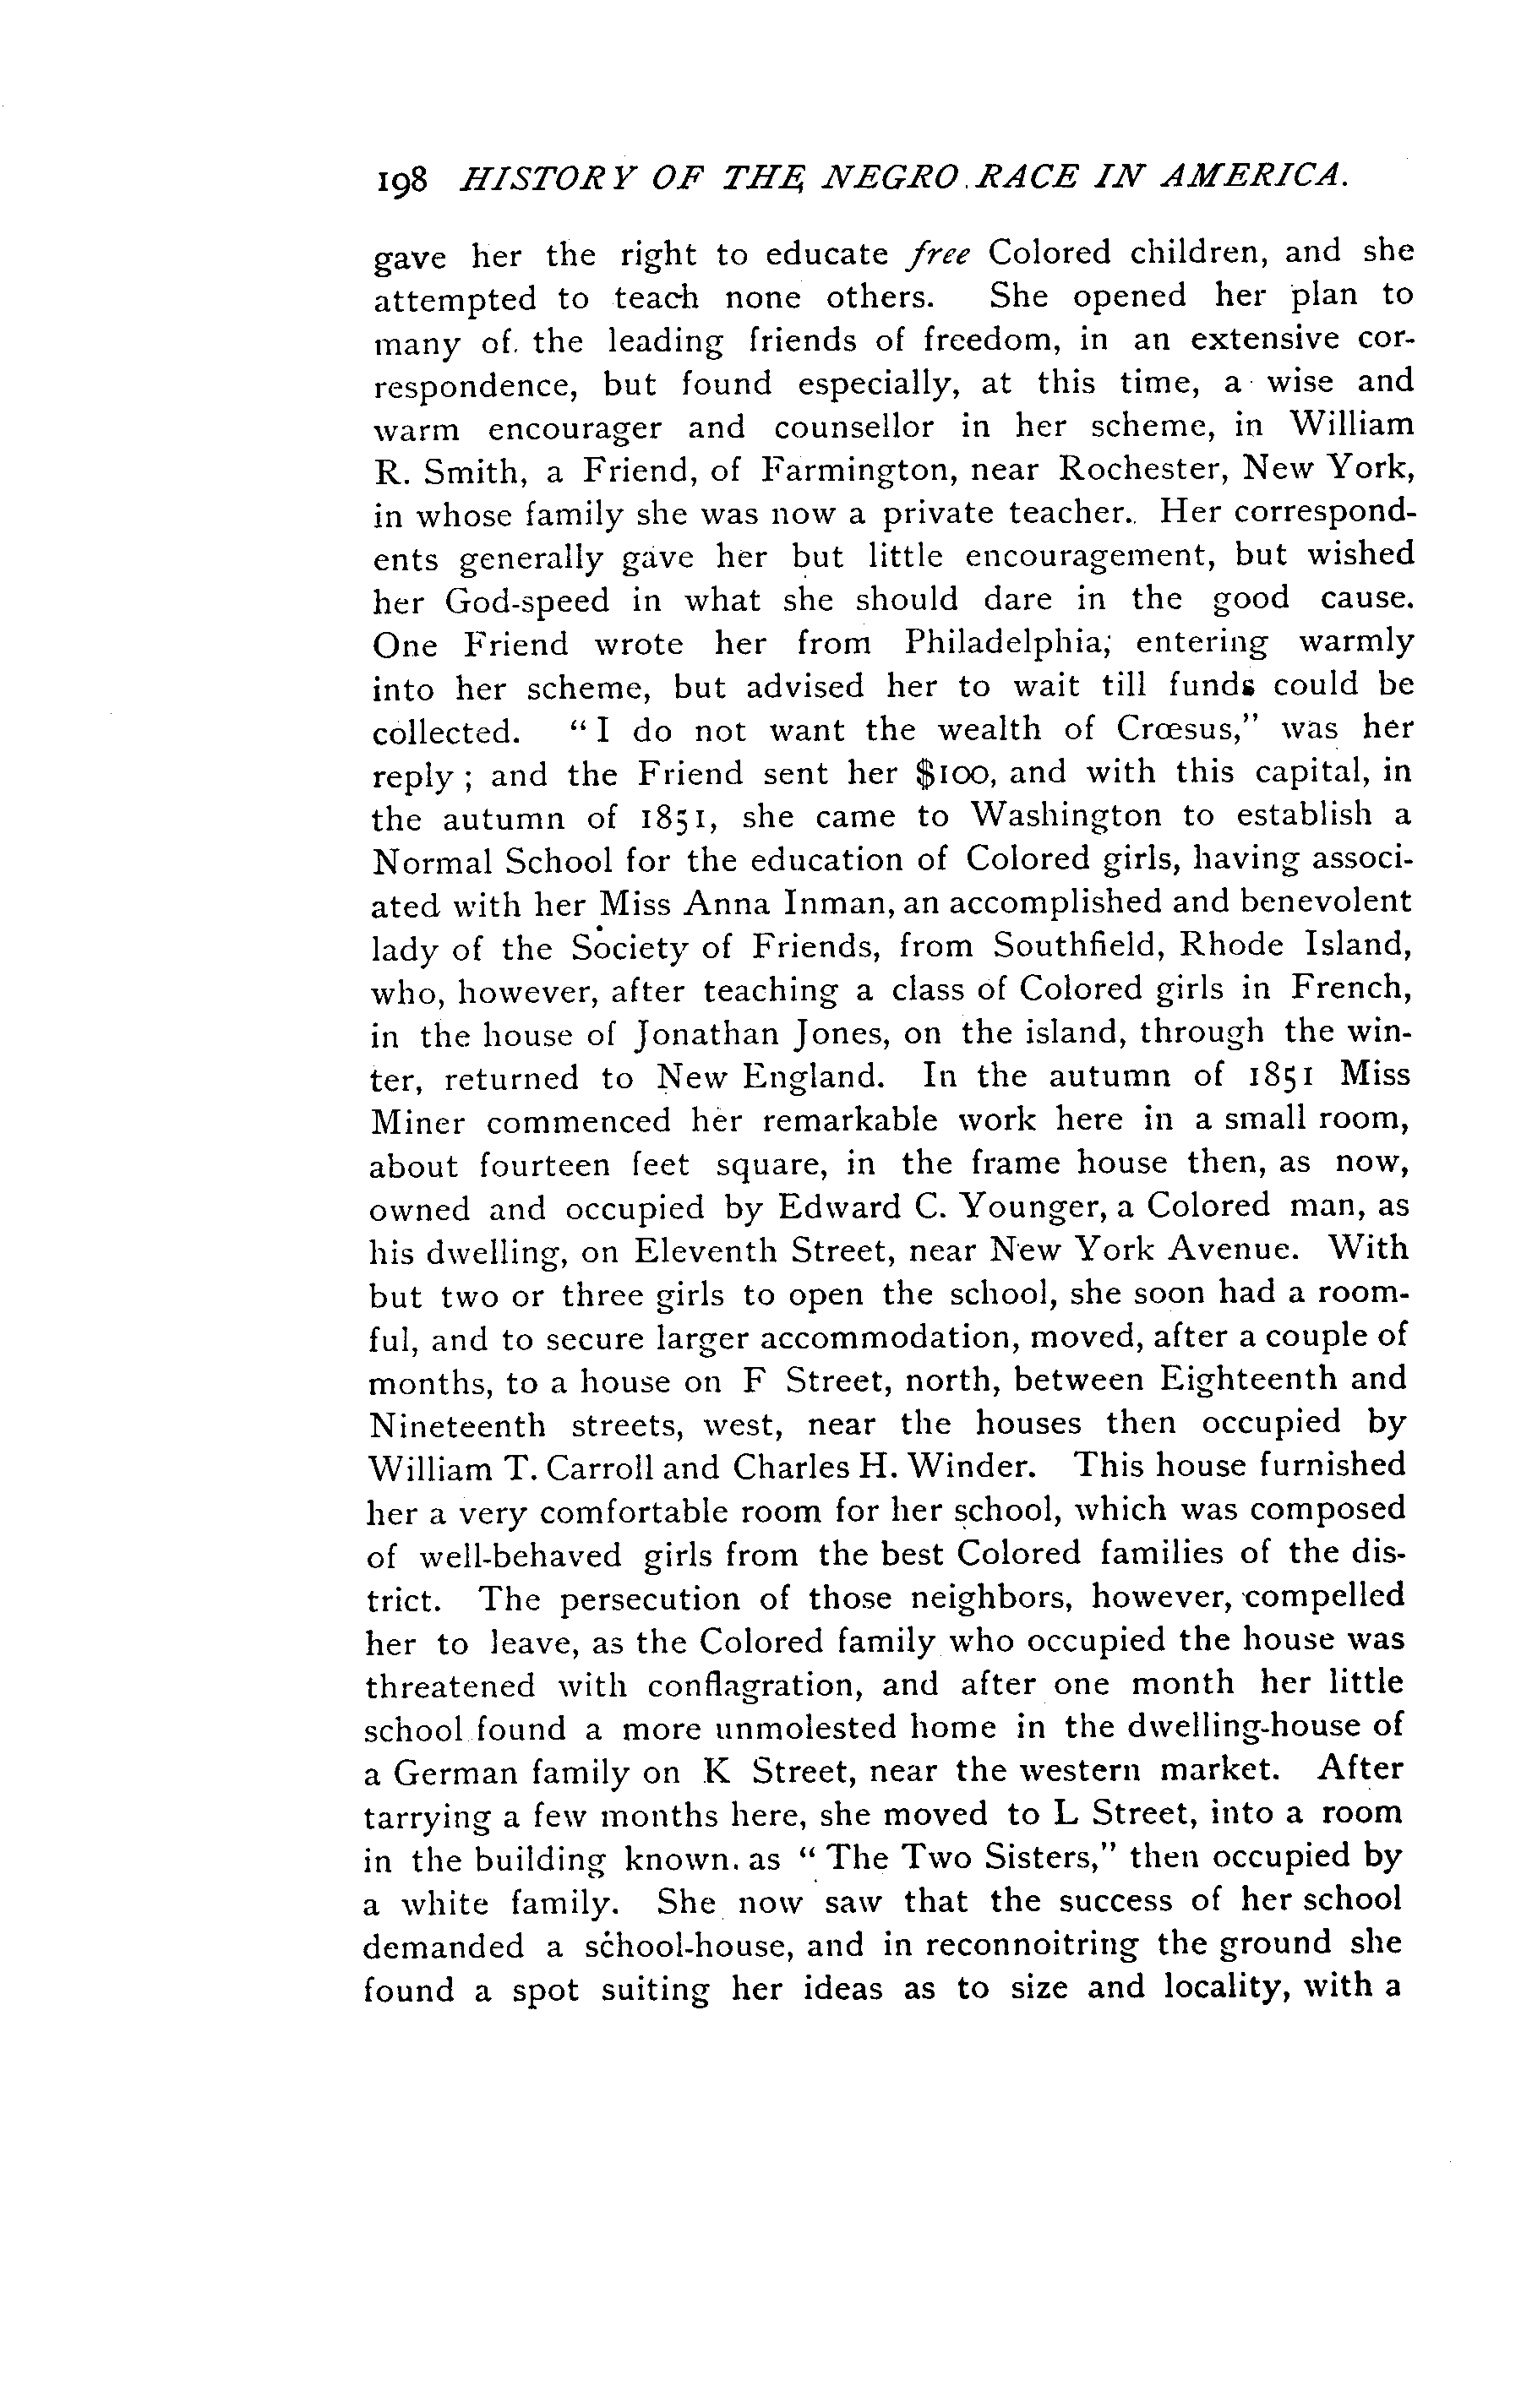 198 HISTORY OF THE NEGRO RACE IN AMERICA.
gave her the right to educate free Colored children, and she
attempted to teach none others. She opened her plan to
many of the leading friends of freedom, in an extensive cor-
respondence, but found especially, at this time, a wise and
warm encourager and counsellor in her scheme, in William
R. Smith, a Friend, of Farmington, near Rochester, New York,
in whose family she was now a private teacher. Her correspond-
ents generally gave her but little encouragement, but wished
her God-speed in what she should dare in the good cause.
One Friend wrote her from Philadelphia, entering warmly
into her scheme, but advised her to wait till funds could be
collected. "I do not want the wealth of Crœsus," was her
reply; and the Friend sent her $100, and with this capital, in
the autumn of 1851, she came to Washington to establish a
Normal School for the education of Colored girls, having associ-
ated with her Miss Anna Inman, an accomplished and benevolent
lady of the Society of Friends, from Southfield, Rhode Island,
who, however, after teaching a class of Colored girls in French,
in the house of Jonathan Jones, on the island, through the win-
ter, returned to New England. In the autumn of 1851 Miss
Miner commenced her remarkable work here in a small room,
about fourteen feet square, in the frame house then, as now,
owned and occupied by Edward C. Younger, a Colored man, as
his dwelling, on Eleventh Street, near New York Avenue. With
but two or three girls to open the school, she soon had a room-
ful, and to secure larger accommodation, moved, after a couple of
months, to a house on F Street, north, between Eighteenth and
Nineteenth streets, west, near the houses then occupied by
William T. Carroll and Charles H. Winder. This house furnished
her a very comfortable room for her school, which was composed
of well-behaved girls from the best Colored families of the dis-
trict. The persecution of those neighbors, however, compelled
her to leave, as the Colored family who occupied the house was
threatened with conflagration, and after one month her little
school found a more unmolested home in the dwelling-house of
a German family on K Street, near the western market. After
tarrying a few months here, she moved to L Street, into a room
in the building known as "The Two Sisters," then occupied by
a white family. She now saw that the success of her school
demanded a school-house, and in reconnoitring the ground she
found a spot suiting her ideas as to size and locality, with a